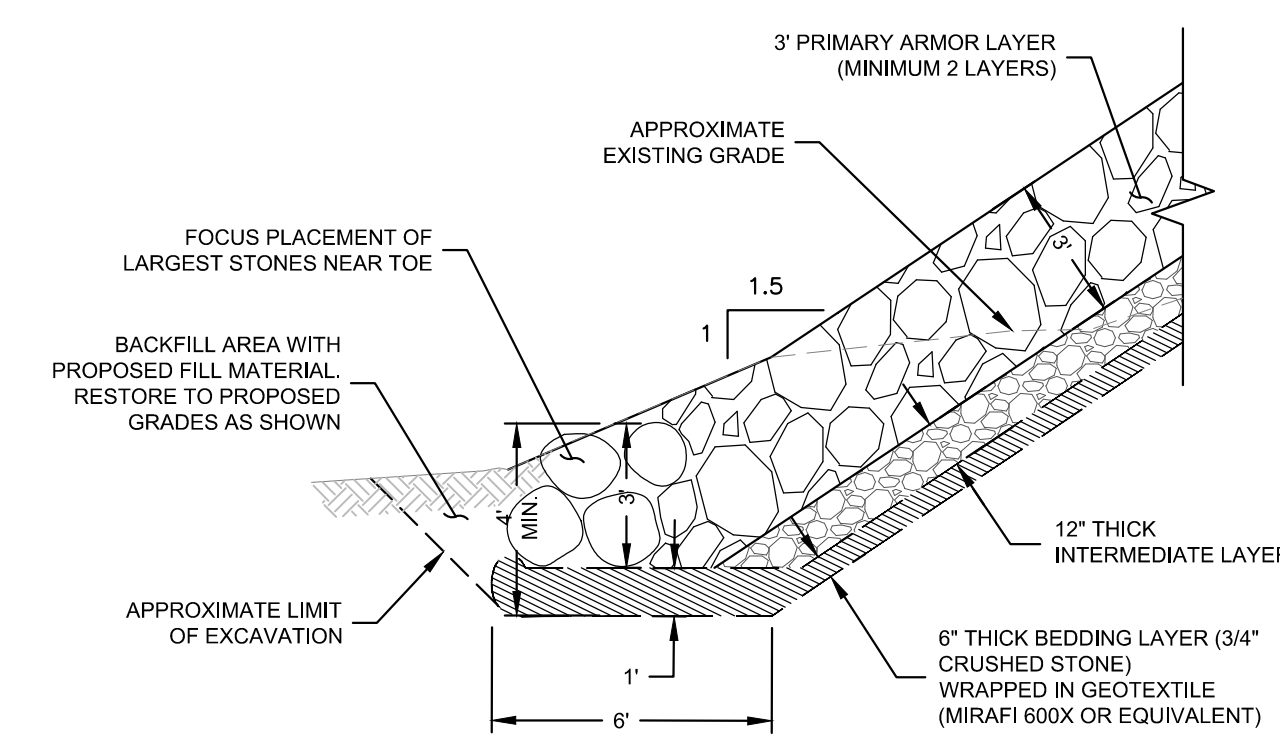 3' PRIMARY ARMOR LAYER
(MINIMUM 2 LAYERS)
APPROXIMATE
EXISTING GRADE
FOCUS PLACEMENT OF
LARGEST STONES NEAR TOE
1.5
1
3'
BACKFILL AREA WITH
PROPOSED FILL MATERIAL.
RESTORE TO PROPOSED
GRADES AS SHOWN
4'
MIN.
3'
12" THICK
INTERMEDIATE LAYER
APPROXIMATE LIMIT
OF EXCAVATION
6" THICK BEDDING LAYER (3/4"
CRUSHED STONE)
WRAPPED IN GEOTEXTILE
(MIRAFI 600X OR EQUIVALENT)
1'
6'